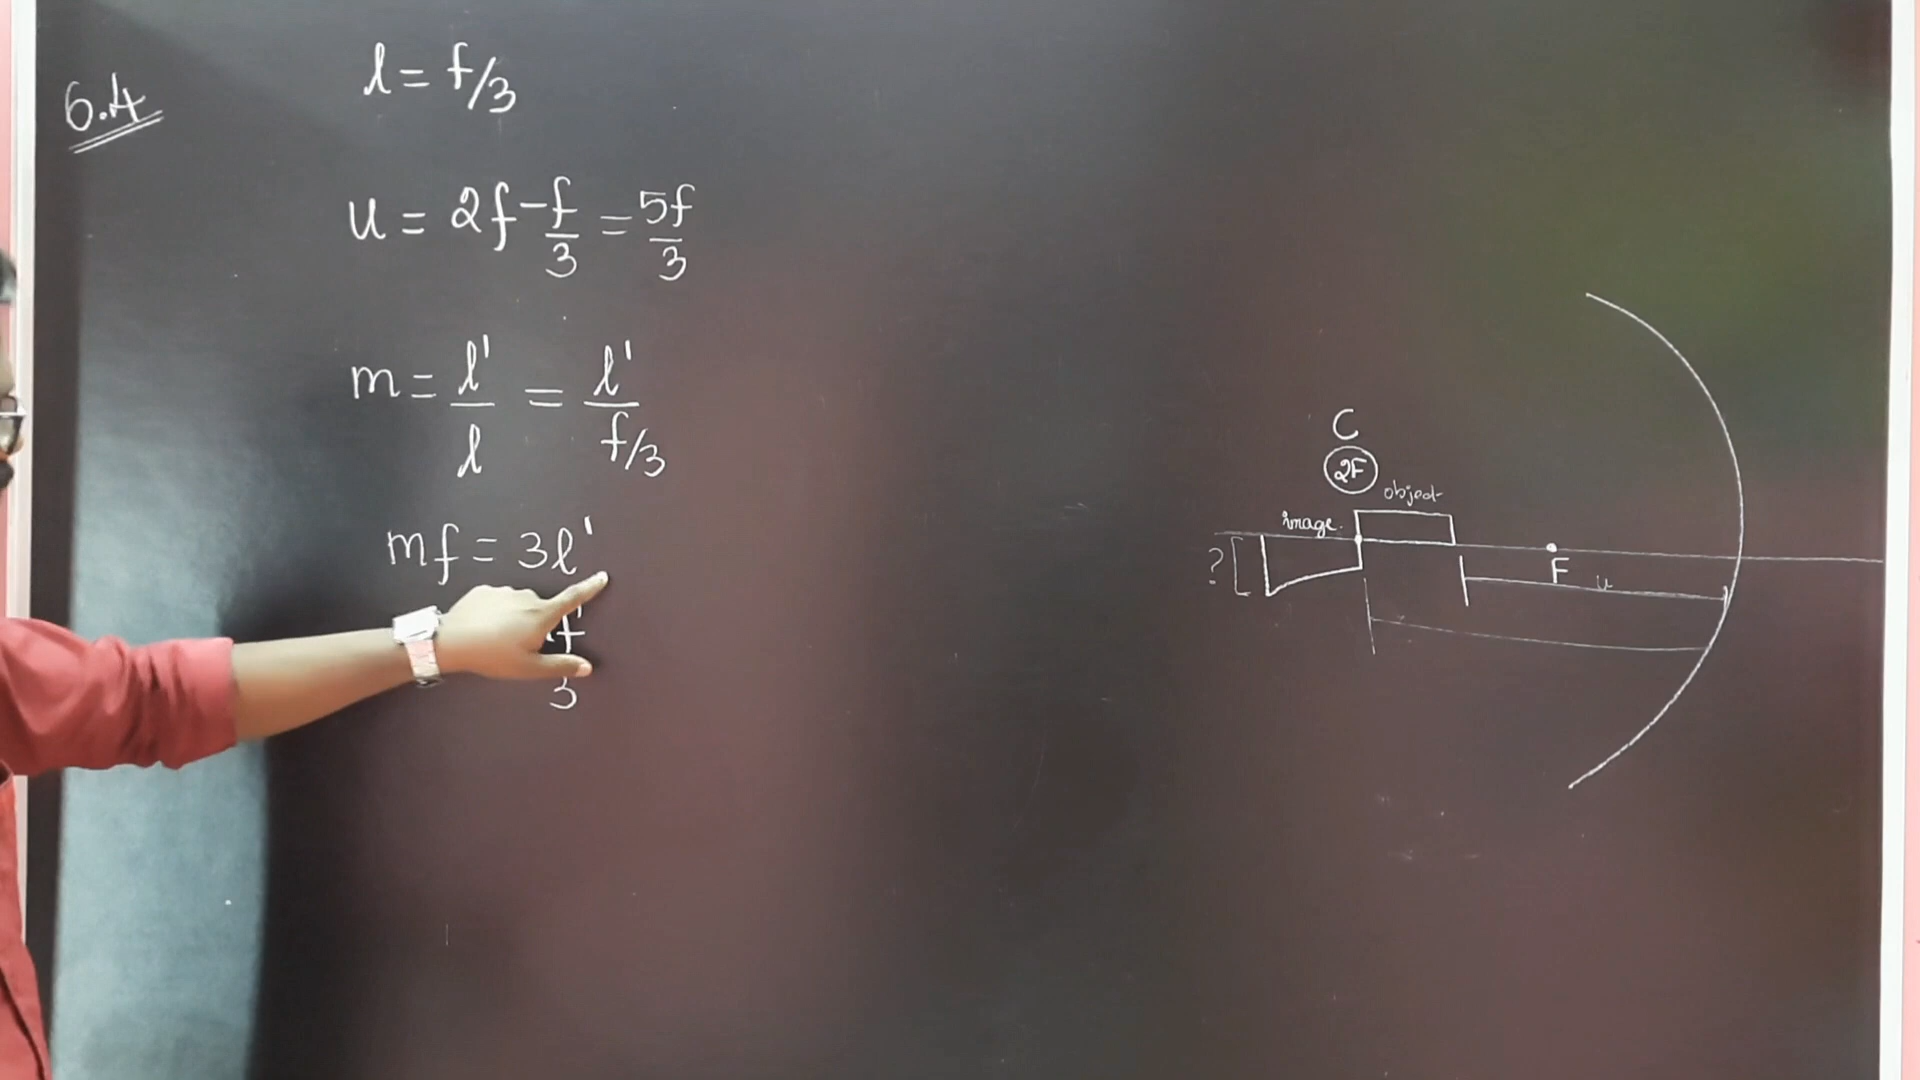 6.4
l = f/3
u = 2f - f/3 = 5f/3
m = l'/l = l'/f/3
mf = 3l'
f
3
C
2F
object
image.
?
F
u